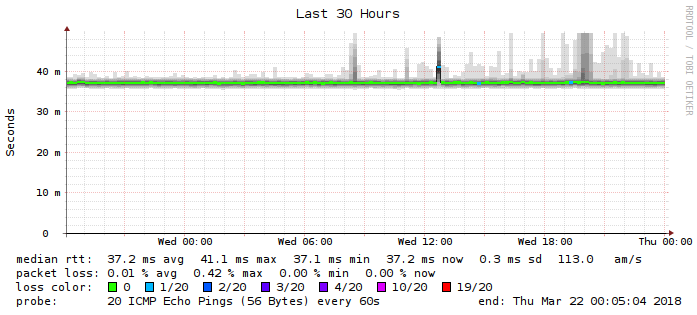 Last 30 Hours
RRDTOOL / TOBI OETIKER
Seconds
40 m
30 m
20 m
10 m
0
Wed 00:00 Wed 06:00 Wed 12:00 Wed 18:00 Thu 00:00
median rtt: 37.2 ms avg 41.1 ms max 37.1 ms min 37.2 ms now 0.3 ms sd 113.0 am/s
packet loss: 0.01 % avg 0.42 % max 0.00 % min 0.00 % now
loss color: 0 1/20 2/20 3/20 4/20 10/20 19/20
probe: 20 ICMP Echo Pings (56 Bytes) every 60s end: Thu Mar 22 00:05:04 2018